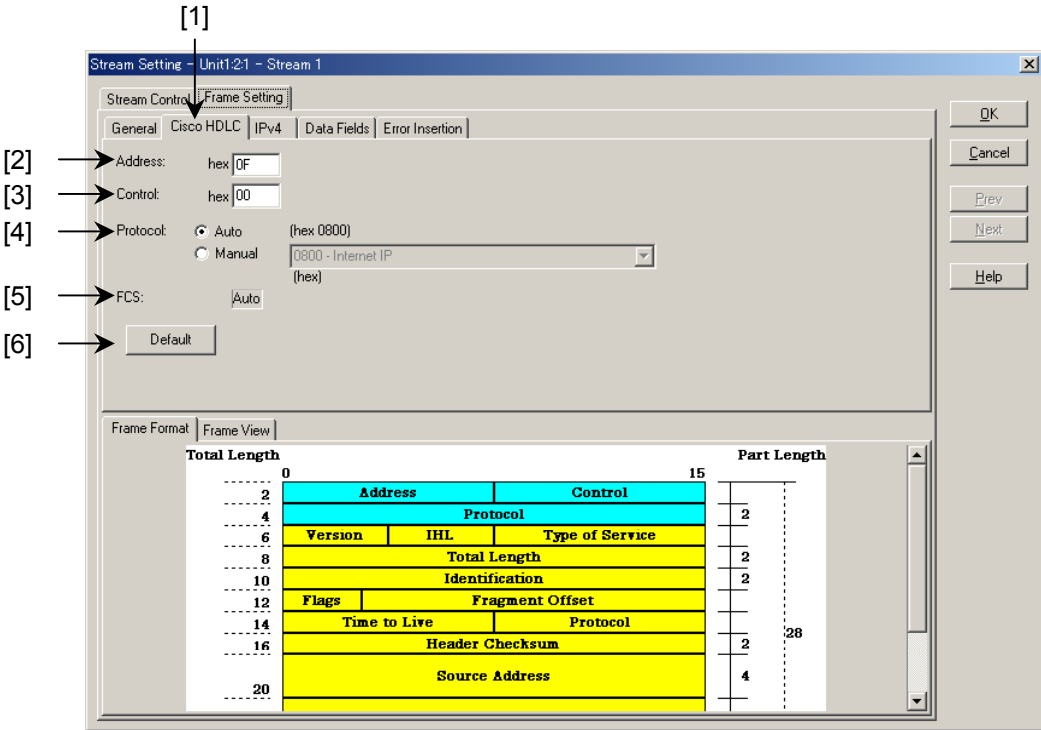 [1]
Stream Setting - Unit1:2:1 - Stream 1
Stream Control Frame Setting
OK
General Cisco HDLC IPv4 Data Fields Error Insertion
[2] Address: hex 0F
Cancel
[3] Control: hex 00
Prev
[4] Protocol: Auto (hex 0800)
Next
Manual 0800 - Internet IP
(hex)
Help
[5] FCS: Auto
[6] Default
Frame Format Frame View
Total Length Part Length
0 15
2 Address Control
4 Protocol 2
6 Version IHL Type of Service
8 Total Length 2
10 Identification 2
12 Flags Fragment Offset
14 Time to Live Protocol
28
16 Header Checksum 2
Source Address 4
20